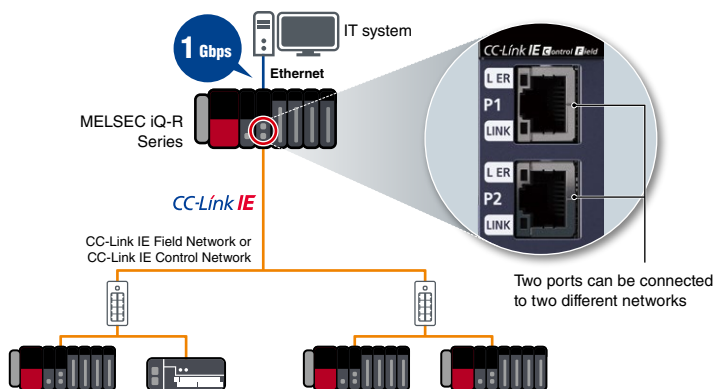 IT system
1 Gbps
Ethernet
MELSEC iQ-R
Series
CC-Link IE
CC-Link IE Field Network or
CC-Link IE Control Network
CC-Link IE Control Field
L ER
P1
LINK
L ER
P2
LINK
Two ports can be connected
to two different networks